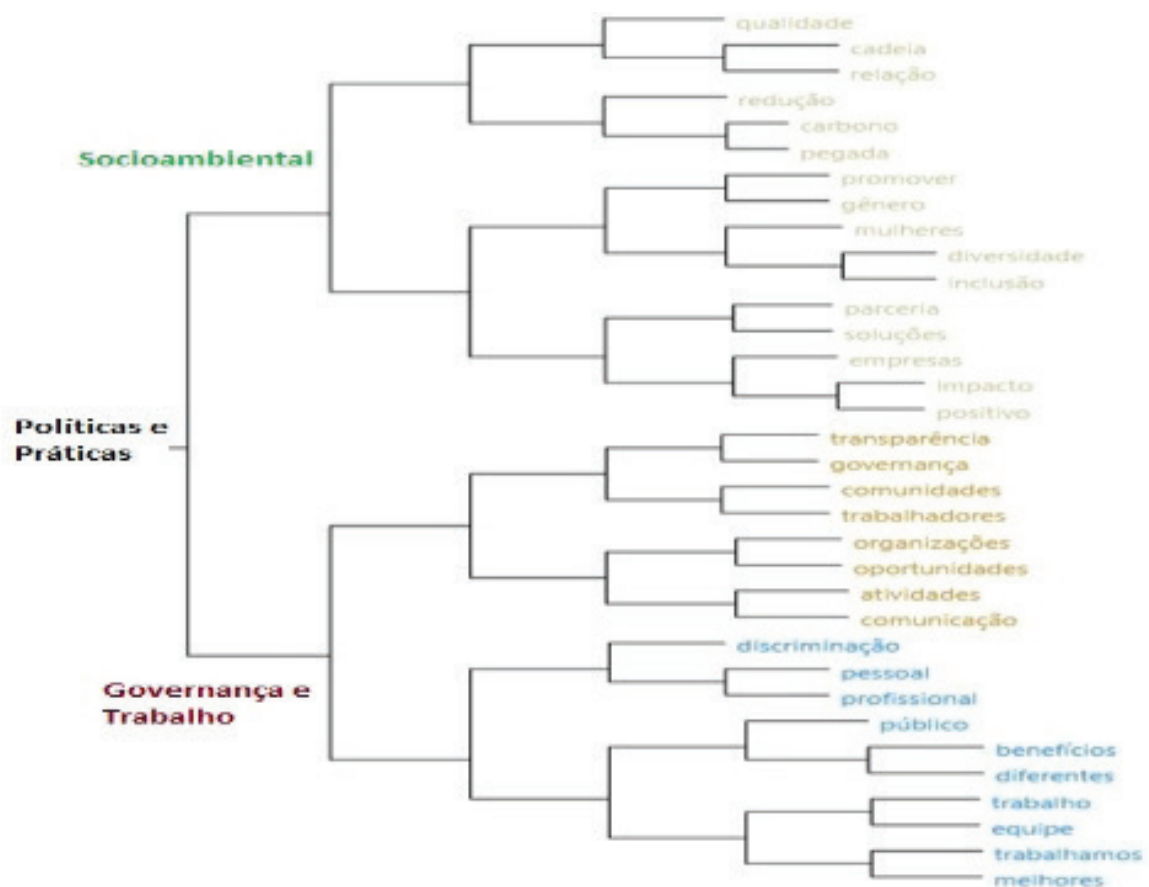 qualidade
cadeia
relação
redução
carbono
pegada
Socioambiental
promover
gênero
mulheres
diversidade
inclusão
parceria
soluções
empresas
impacto
positivo
Políticas e
Práticas
transparência
governança
comunidades
trabalhadores
organizações
oportunidades
atividades
comunicação
discriminação
pessoal
profissional
Governança e
Trabalho
público
benefícios
diferentes
trabalho
equipe
trabalhamos
melhores